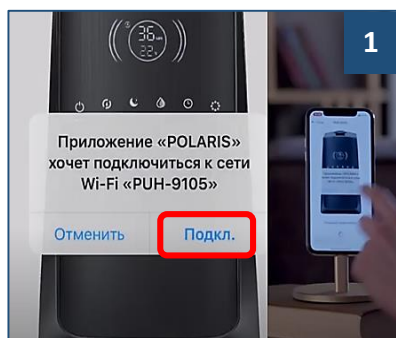 1
36%
22%
Приложение «POLARIS»
хочет подключиться к сети
Wi-Fi «PUH-9105»
Отменить Подкл.